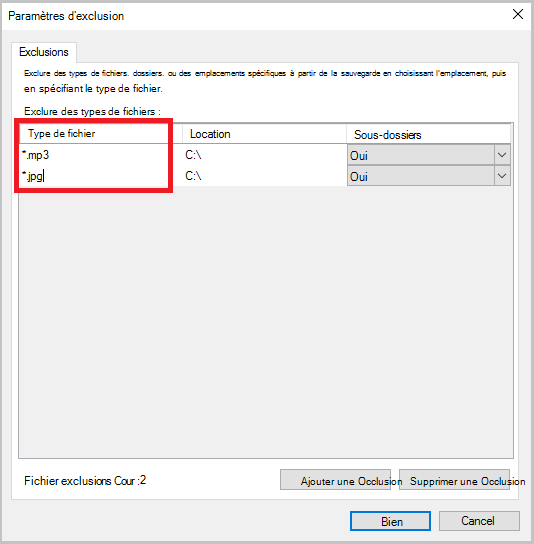 Paramètres d'exclusion
Exclusions
Exclure des types de fichiers. dossiers. ou des emplacements spécifiques à partir de la sauvegarde en choisissant l'emplacement, puis
en spécifiant le type de fichier.
Exclure des types de fichiers :
Type de fichier Location Sous-dossiers
*.mp3 C:\ Oui
*.jpg C:\ Oui
Fichier exclusions Cour :2 Ajouter une Occlusion Supprimer une Occlusion
Bien Cancel